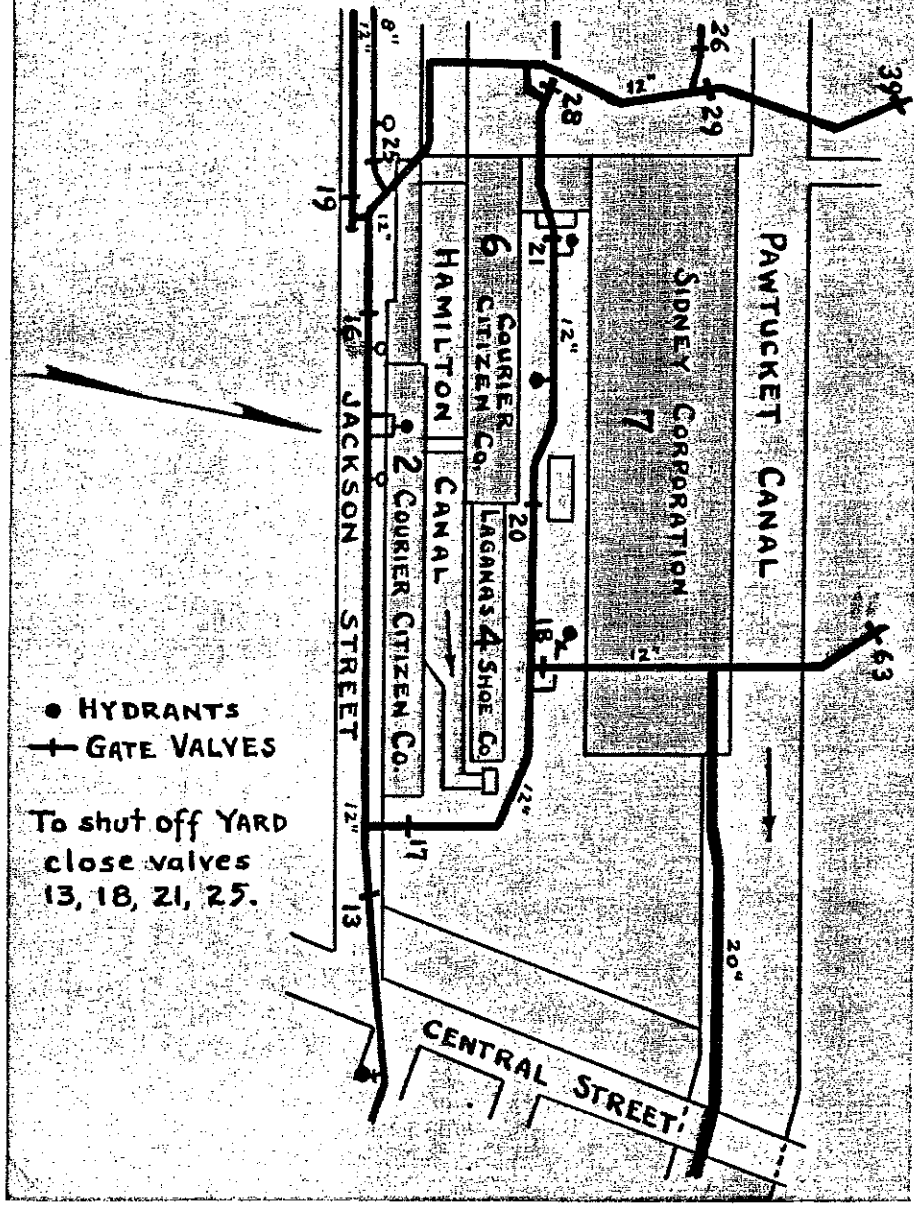 39
26
8"
12"
12"
29
28
25
19
12"
PAWTUCKET CANAL
SIDNEY CORPORATION
7
21
12"
6 COURIER
CITIZEN CO.
HAMILTON CANAL
16
JACKSON STREET
2 COURIER CITIZEN CO.
20
LAGANAS 4 SHOE CO.
18
12"
63
12"
17
12"
13
20"
CENTRAL STREET
● HYDRANTS
GATE VALVES
To shut off YARD
close valves
13, 18, 21, 25.